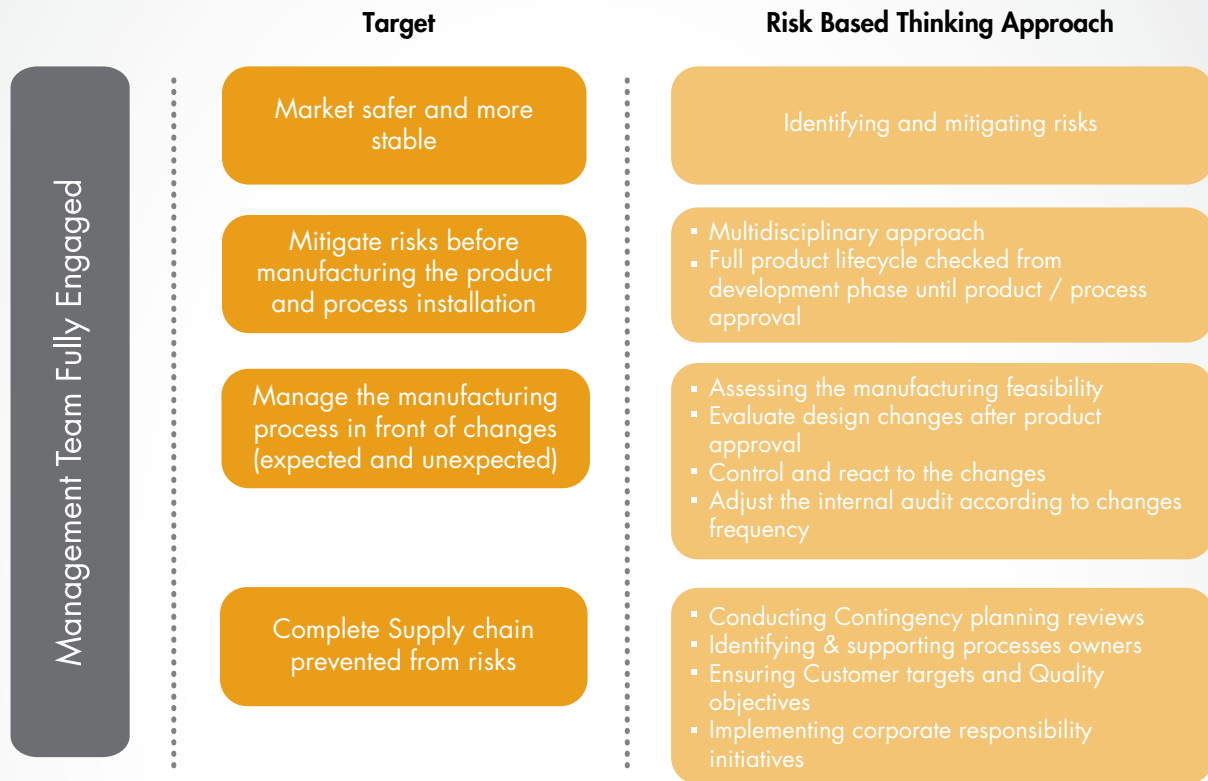 Target
Risk Based Thinking Approach
Management Team Fully Engaged
Market safer and more
stable
Identifying and mitigating risks
Mitigate risks before
manufacturing the product
and process installation
▪ Multidisciplinary approach
▪ Full product lifecycle checked from
development phase until product / process
approval
Manage the manufacturing
process in front of changes
(expected and unexpected)
▪ Assessing the manufacturing feasibility
▪ Evaluate design changes after product
approval
▪ Control and react to the changes
▪ Adjust the internal audit according to changes
frequency
Complete Supply chain
prevented from risks
▪ Conducting Contingency planning reviews
▪ Identifying & supporting processes owners
▪ Ensuring Customer targets and Quality
objectives
▪ Implementing corporate responsibility
initiatives